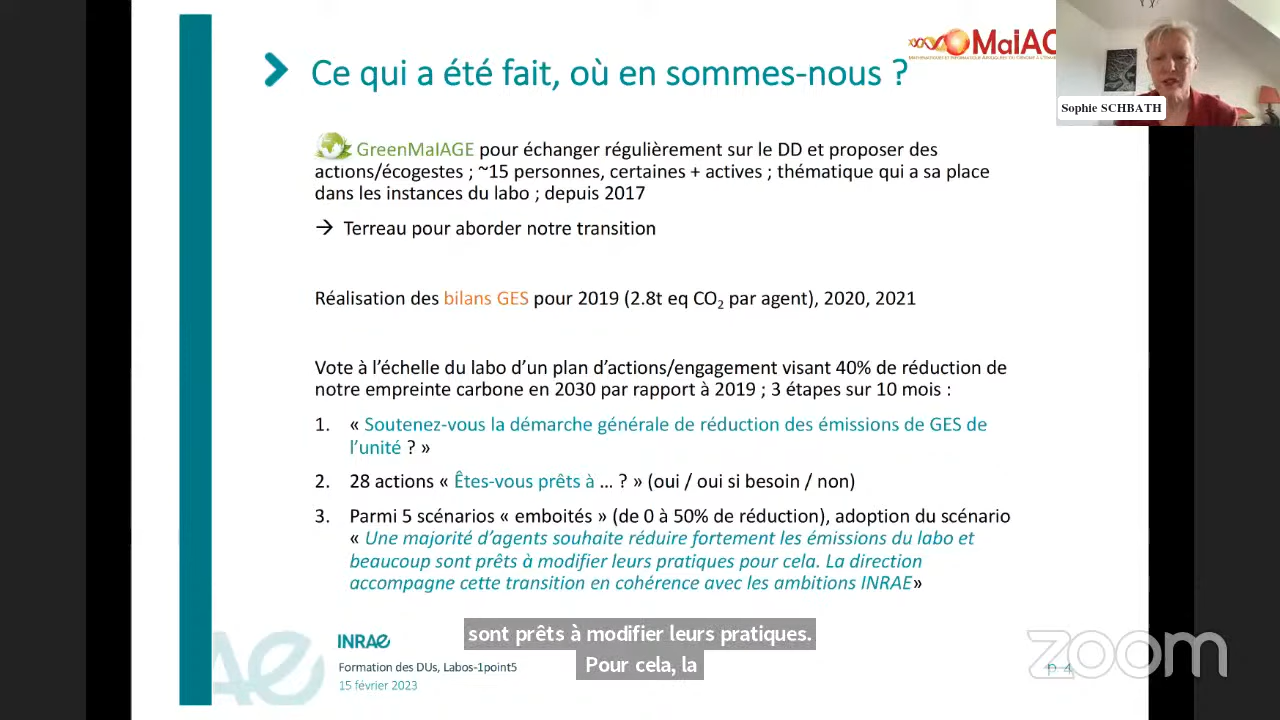 MaIAG
Ce qui a été fait, où en sommes-nous ?
Sophie SCHBATH
GreenMaIAGE pour échanger régulièrement sur le DD et proposer des
actions/écogestes ; ~15 personnes, certaines + actives ; thématique qui a sa place
dans les instances du labo ; depuis 2017
→ Terreau pour aborder notre transition
Réalisation des bilans GES pour 2019 (2.8t eq CO₂ par agent), 2020, 2021
Vote à l’échelle du labo d’un plan d’actions/engagement visant 40% de réduction de
notre empreinte carbone en 2030 par rapport à 2019 ; 3 étapes sur 10 mois :
1. « Soutenez-vous la démarche générale de réduction des émissions de GES de
l’unité ? »
2. 28 actions « Êtes-vous prêts à … ? » (oui / oui si besoin / non)
3. Parmi 5 scénarios « emboités » (de 0 à 50% de réduction), adoption du scénario
« Une majorité d’agents souhaite réduire fortement les émissions du labo et
beaucoup sont prêts à modifier leurs pratiques pour cela. La direction
accompagne cette transition en cohérence avec les ambitions INRAE»
sont prêts à modifier leurs pratiques.
Pour cela, la
INRAE
Formation des DUs, Labos-1point5
15 février 2023
p. 4
zoom